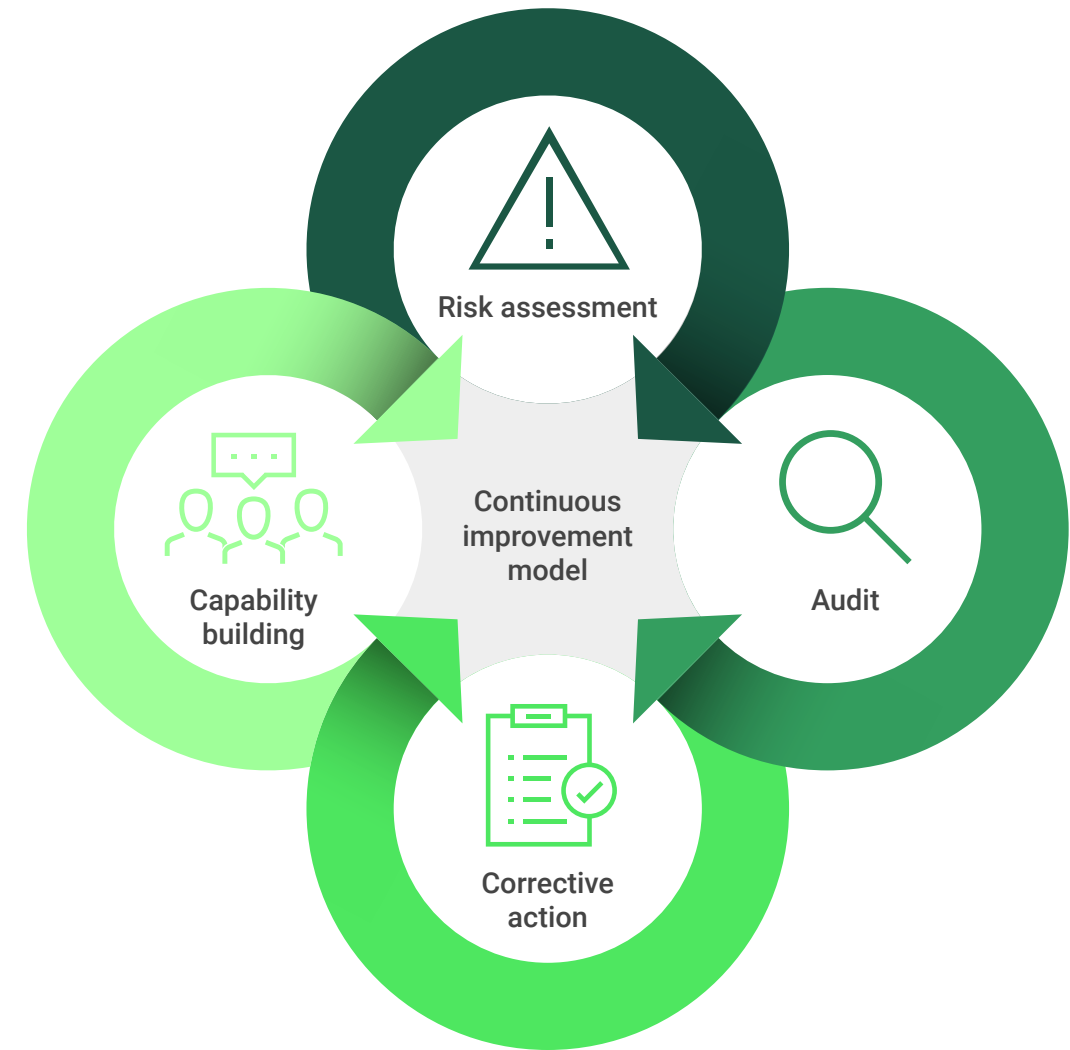 Risk assessment
Continuous
improvement
model
Capability
building
Audit
Corrective
action